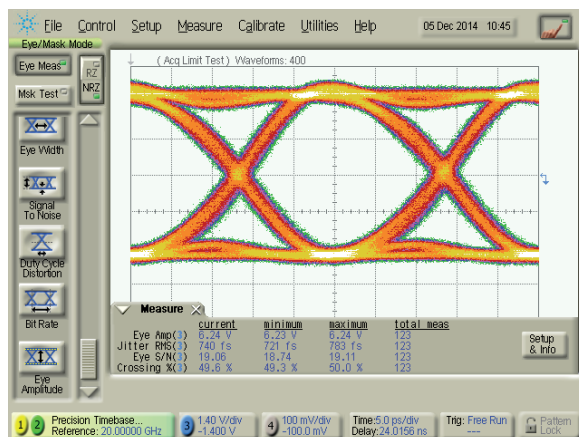 File Control Setup Measure Calibrate Utilities Help 05 Dec 2014 10:45
Eye/Mask Mode
( Acq Limit Test ) Waveforms: 400
Eye Meas
RZ
NRZ
Msk Test
Eye Width
Signal
To Noise
Duty Cycle
Distortion
Bit Rate
Eye
Amplitude
Measure
current minimum maximum total meas
Eye Amp(3) 6.24 V 6.23 V 6.24 V 123
Jitter RMS(3) 740 fs 721 fs 783 fs 123
Eye S/N(3) 19.06 18.74 19.11 123
Crossing %(3) 49.6 % 49.3 % 50.0 % 123
Setup
& Info
1 2 Precision Timebase...
Reference: 20.00000 GHz
3 1.40 V/div
-1.400 V
4 100 mV/div
-100.0 mV
Time:5.0 ps/div
Delay:24.0156 ns
Trig: Free Run
---
Pattern
Lock